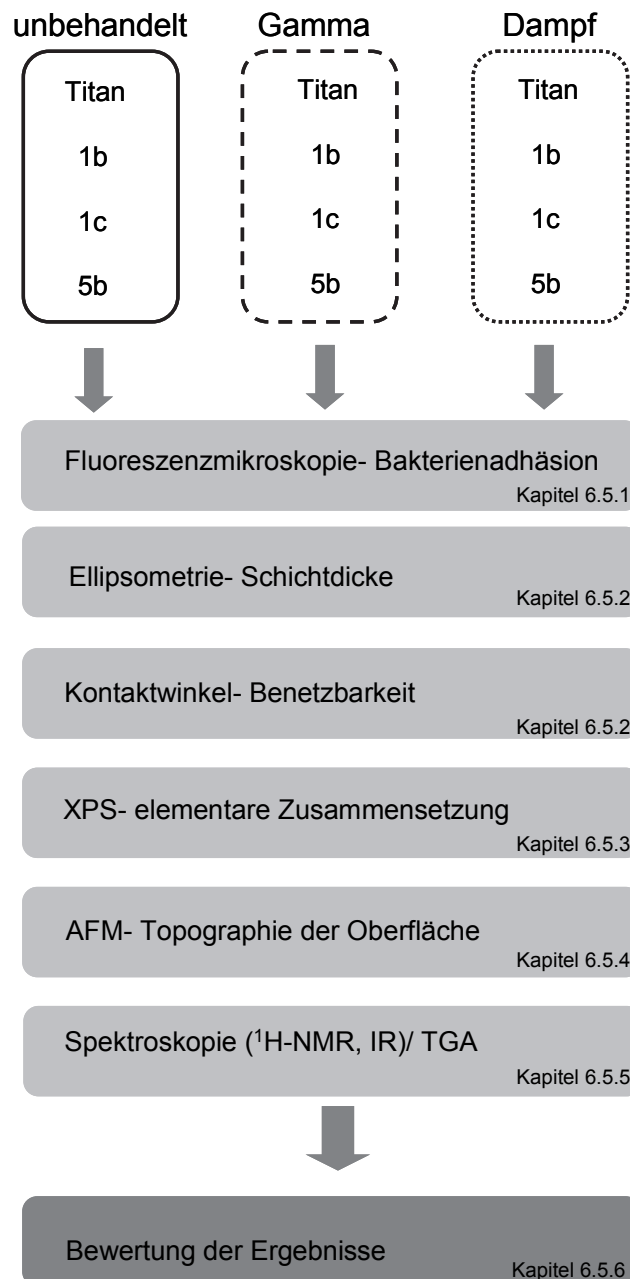 unbehandelt Gamma Dampf
Titan Titan Titan
1b 1b 1b
1c 1c 1c
5b 5b 5b
Fluoreszenzmikroskopie- Bakterienadhäsion
Kapitel 6.5.1
Ellipsometrie- Schichtdicke
Kapitel 6.5.2
Kontaktwinkel- Benetzbarkeit
Kapitel 6.5.2
XPS- elementare Zusammensetzung
Kapitel 6.5.3
AFM- Topographie der Oberfläche
Kapitel 6.5.4
Spektroskopie (¹H-NMR, IR)/ TGA
Kapitel 6.5.5
Bewertung der Ergebnisse
Kapitel 6.5.6